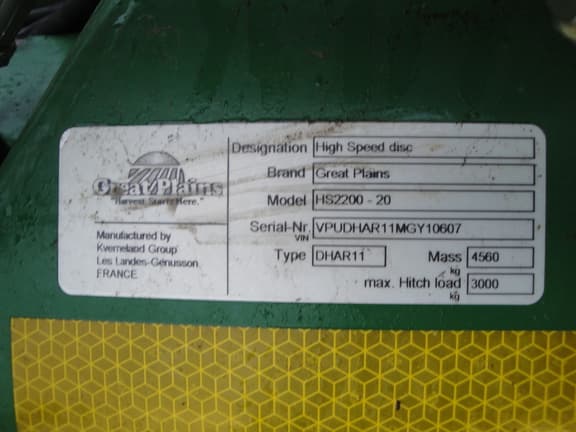 Great Plains
"Harvest Starts Here."
Manufactured by
Kverneland Group
Les Landes-Genusson
FRANCE
Designation High Speed disc
Brand Great Plains
Model HS2200 - 20
Serial-Nr. VPUDHAR11MGY10607
VIN
Type DHAR11 Mass 4560
kg
max. Hitch load 3000
kg